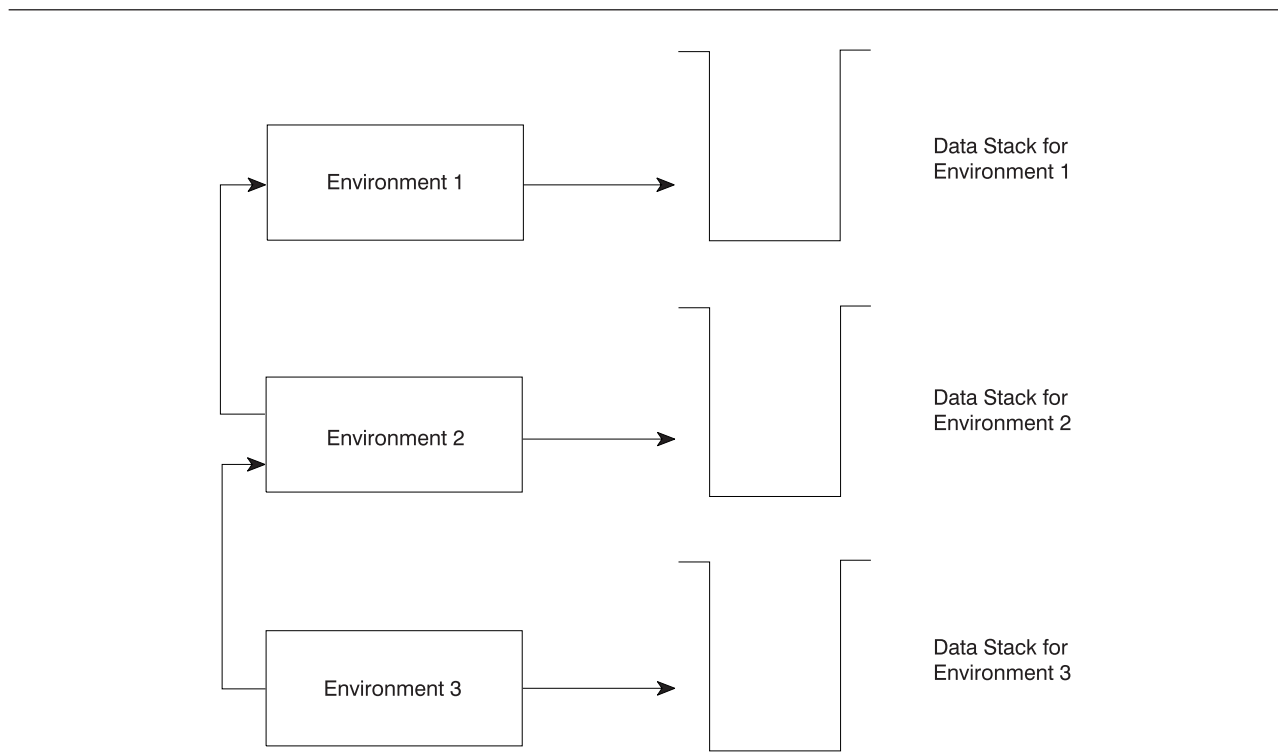 Environment 1
Data Stack for
Environment 1
Environment 2
Data Stack for
Environment 2
Environment 3
Data Stack for
Environment 3